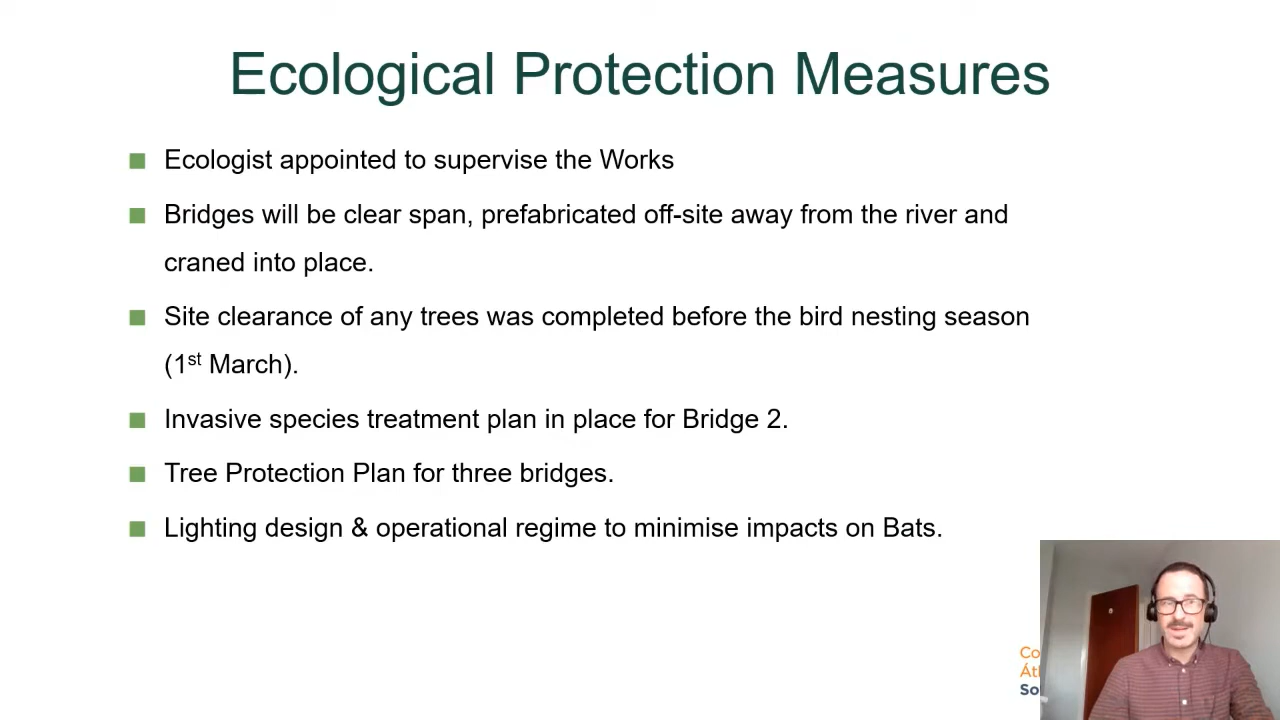 Ecological Protection Measures
Ecologist appointed to supervise the Works
Bridges will be clear span, prefabricated off-site away from the river and
craned into place.
Site clearance of any trees was completed before the bird nesting season
(1st March).
Invasive species treatment plan in place for Bridge 2.
Tree Protection Plan for three bridges.
Lighting design & operational regime to minimise impacts on Bats.